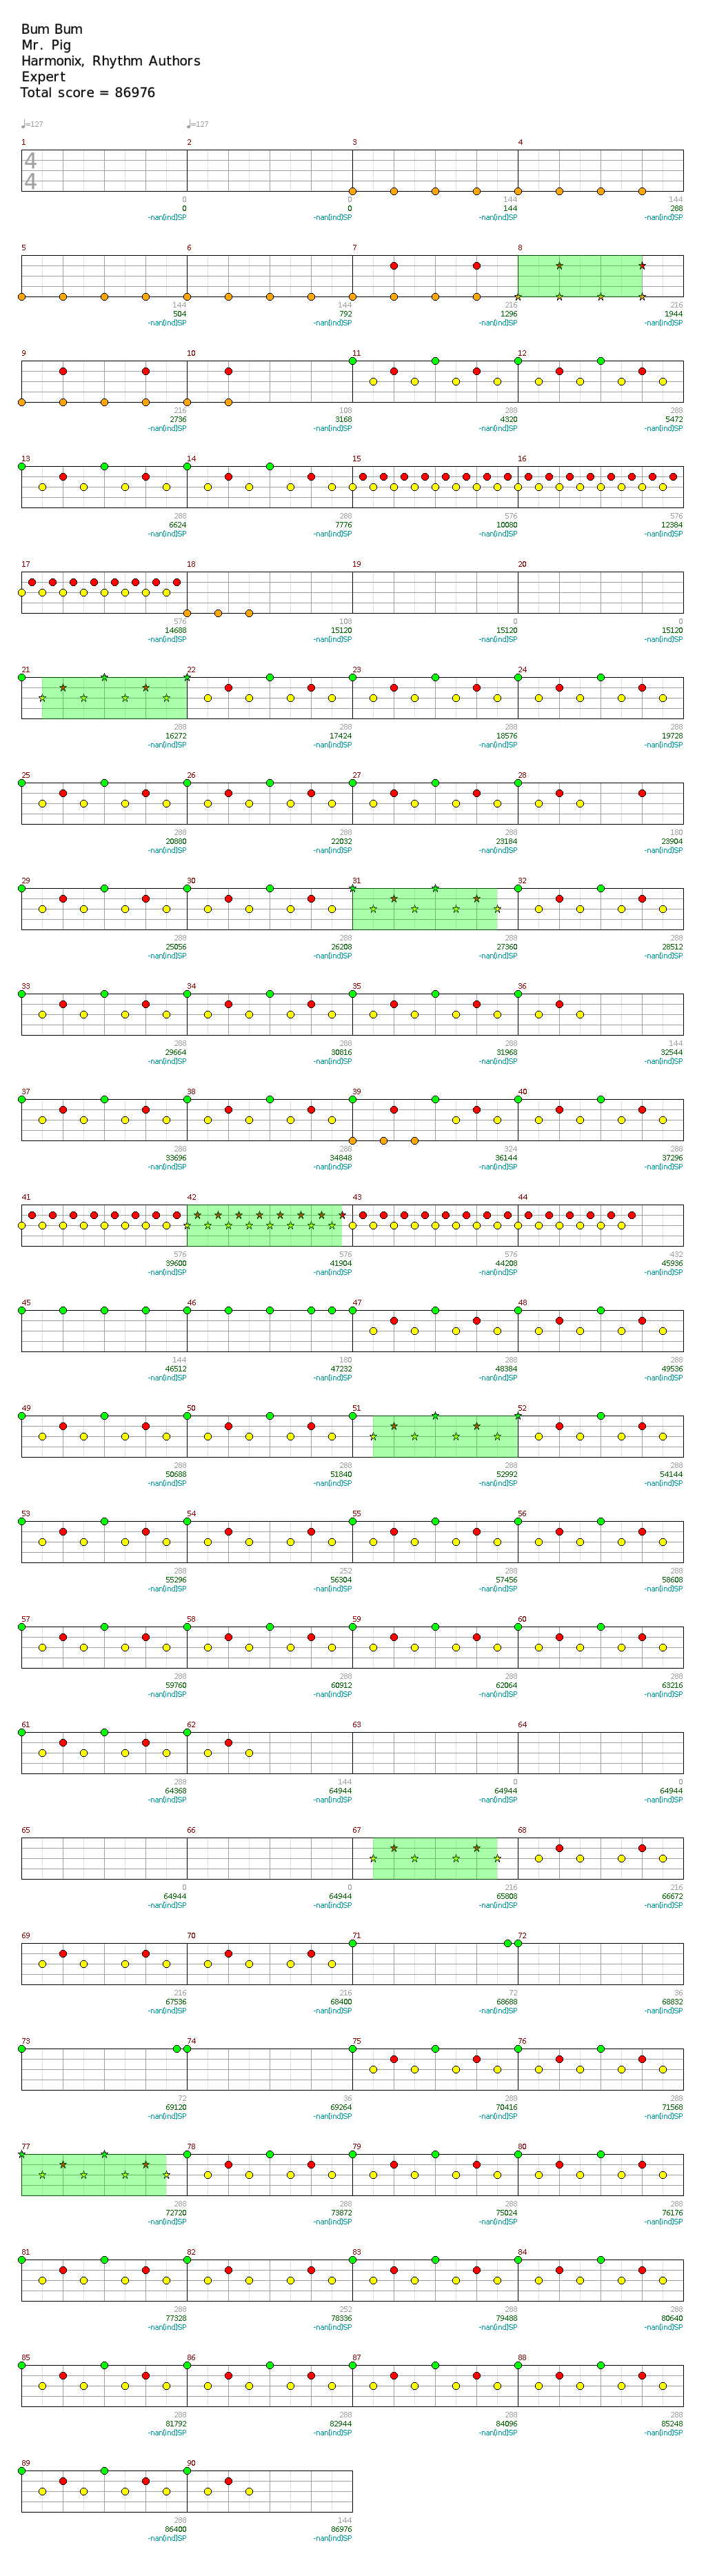 Bum Bum
Mr. Pig
Harmonix, Rhythm Authors
Expert
Total score = 86976
♩=127 ♩=127
1 2 3 4
4
4
0 0 144 144
0 0 144 288
-nan(ind)SP -nan(ind)SP -nan(ind)SP -nan(ind)SP
5 6 7 8
144 144 216 216
504 792 1296 1944
-nan(ind)SP -nan(ind)SP -nan(ind)SP -nan(ind)SP
9 10 11 12
216 108 288 288
2736 3168 4320 5472
-nan(ind)SP -nan(ind)SP -nan(ind)SP -nan(ind)SP
13 14 15 16
288 288 576 576
6624 7776 10080 12384
-nan(ind)SP -nan(ind)SP -nan(ind)SP -nan(ind)SP
17 18 19 20
576 108 0 0
14688 15120 15120 15120
-nan(ind)SP -nan(ind)SP -nan(ind)SP -nan(ind)SP
21 22 23 24
288 288 288 288
16272 17424 18576 19728
-nan(ind)SP -nan(ind)SP -nan(ind)SP -nan(ind)SP
25 26 27 28
288 288 288 180
20880 22032 23184 23904
-nan(ind)SP -nan(ind)SP -nan(ind)SP -nan(ind)SP
29 30 31 32
288 288 288 288
25056 26208 27360 28512
-nan(ind)SP -nan(ind)SP -nan(ind)SP -nan(ind)SP
33 34 35 36
288 288 288 144
29664 30816 31968 32544
-nan(ind)SP -nan(ind)SP -nan(ind)SP -nan(ind)SP
37 38 39 40
288 288 324 288
33696 34848 36144 37296
-nan(ind)SP -nan(ind)SP -nan(ind)SP -nan(ind)SP
41 42 43 44
576 576 576 432
39600 41904 44208 45936
-nan(ind)SP -nan(ind)SP -nan(ind)SP -nan(ind)SP
45 46 47 48
144 180 288 288
46512 47232 48384 49536
-nan(ind)SP -nan(ind)SP -nan(ind)SP -nan(ind)SP
49 50 51 52
288 288 288 288
50688 51840 52992 54144
-nan(ind)SP -nan(ind)SP -nan(ind)SP -nan(ind)SP
53 54 55 56
288 252 288 288
55296 56304 57456 58608
-nan(ind)SP -nan(ind)SP -nan(ind)SP -nan(ind)SP
57 58 59 60
288 288 288 288
59760 60912 62064 63216
-nan(ind)SP -nan(ind)SP -nan(ind)SP -nan(ind)SP
61 62 63 64
288 144 0 0
64368 64944 64944 64944
-nan(ind)SP -nan(ind)SP -nan(ind)SP -nan(ind)SP
65 66 67 68
0 0 216 216
64944 64944 65808 66672
-nan(ind)SP -nan(ind)SP -nan(ind)SP -nan(ind)SP
69 70 71 72
216 216 72 36
67536 68400 68688 68832
-nan(ind)SP -nan(ind)SP -nan(ind)SP -nan(ind)SP
73 74 75 76
72 36 288 288
69120 69264 70416 71568
-nan(ind)SP -nan(ind)SP -nan(ind)SP -nan(ind)SP
77 78 79 80
288 288 288 288
72720 73872 75024 76176
-nan(ind)SP -nan(ind)SP -nan(ind)SP -nan(ind)SP
81 82 83 84
288 252 288 288
77328 78336 79488 80640
-nan(ind)SP -nan(ind)SP -nan(ind)SP -nan(ind)SP
85 86 87 88
288 288 288 288
81792 82944 84096 85248
-nan(ind)SP -nan(ind)SP -nan(ind)SP -nan(ind)SP
89 90
288 144
86400 86976
-nan(ind)SP -nan(ind)SP